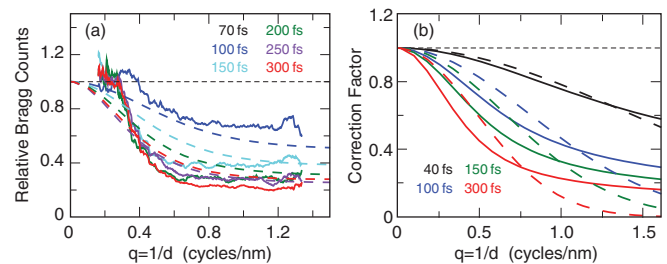 (a)
70 fs 200 fs
100 fs 250 fs
150 fs 300 fs
Relative Bragg Counts
1.4
1.0
0.6
0.2
0 0.4 0.8 1.2
q=1/d (cycles/nm)
(b)
Correction Factor
1.2
0.8
0.4
0
40 fs 150 fs
100 fs 300 fs
0 0.5 1.0 1.5
q=1/d (cycles/nm)